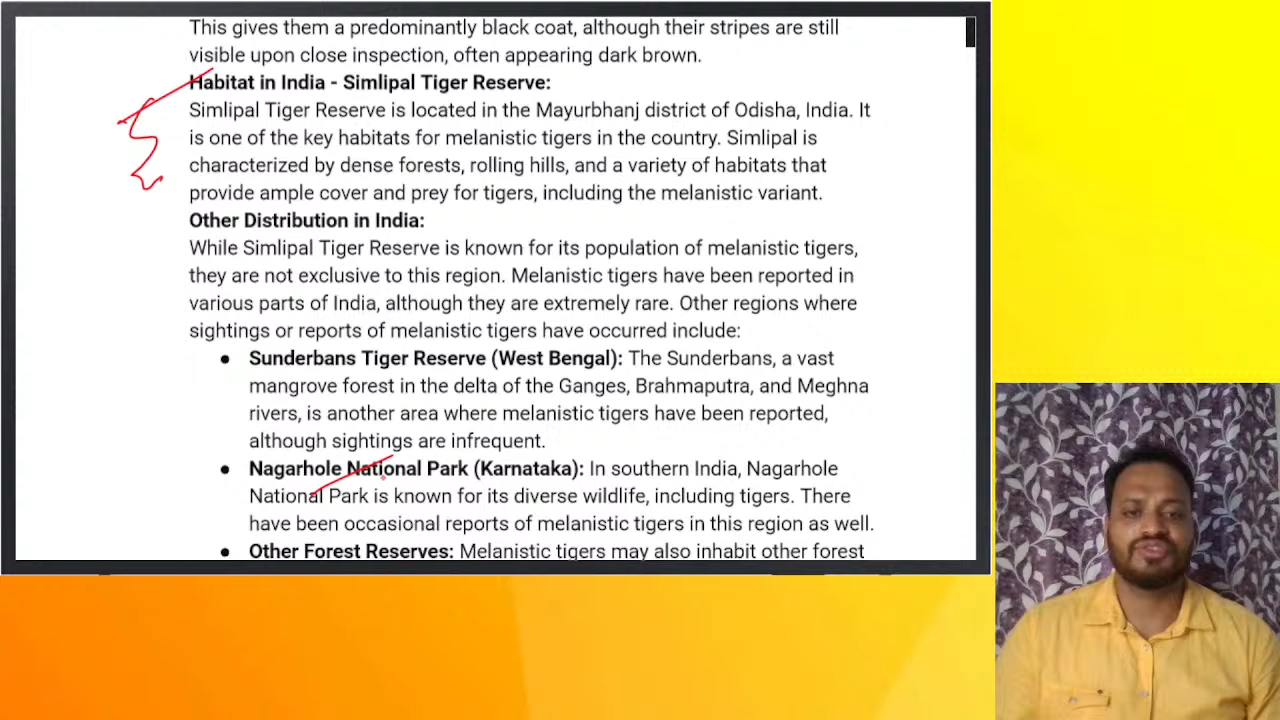 This gives them a predominantly black coat, although their stripes are still
visible upon close inspection, often appearing dark brown.
Habitat in India - Simlipal Tiger Reserve:
Simlipal Tiger Reserve is located in the Mayurbhanj district of Odisha, India. It
is one of the key habitats for melanistic tigers in the country. Simlipal is
characterized by dense forests, rolling hills, and a variety of habitats that
provide ample cover and prey for tigers, including the melanistic variant.
Other Distribution in India:
While Simlipal Tiger Reserve is known for its population of melanistic tigers,
they are not exclusive to this region. Melanistic tigers have been reported in
various parts of India, although they are extremely rare. Other regions where
sightings or reports of melanistic tigers have occurred include:
● Sunderbans Tiger Reserve (West Bengal): The Sunderbans, a vast
mangrove forest in the delta of the Ganges, Brahmaputra, and Meghna
rivers, is another area where melanistic tigers have been reported,
although sightings are infrequent.
● Nagarhole National Park (Karnataka): In southern India, Nagarhole
National Park is known for its diverse wildlife, including tigers. There
have been occasional reports of melanistic tigers in this region as well.
● Other Forest Reserves: Melanistic tigers may also inhabit other forest